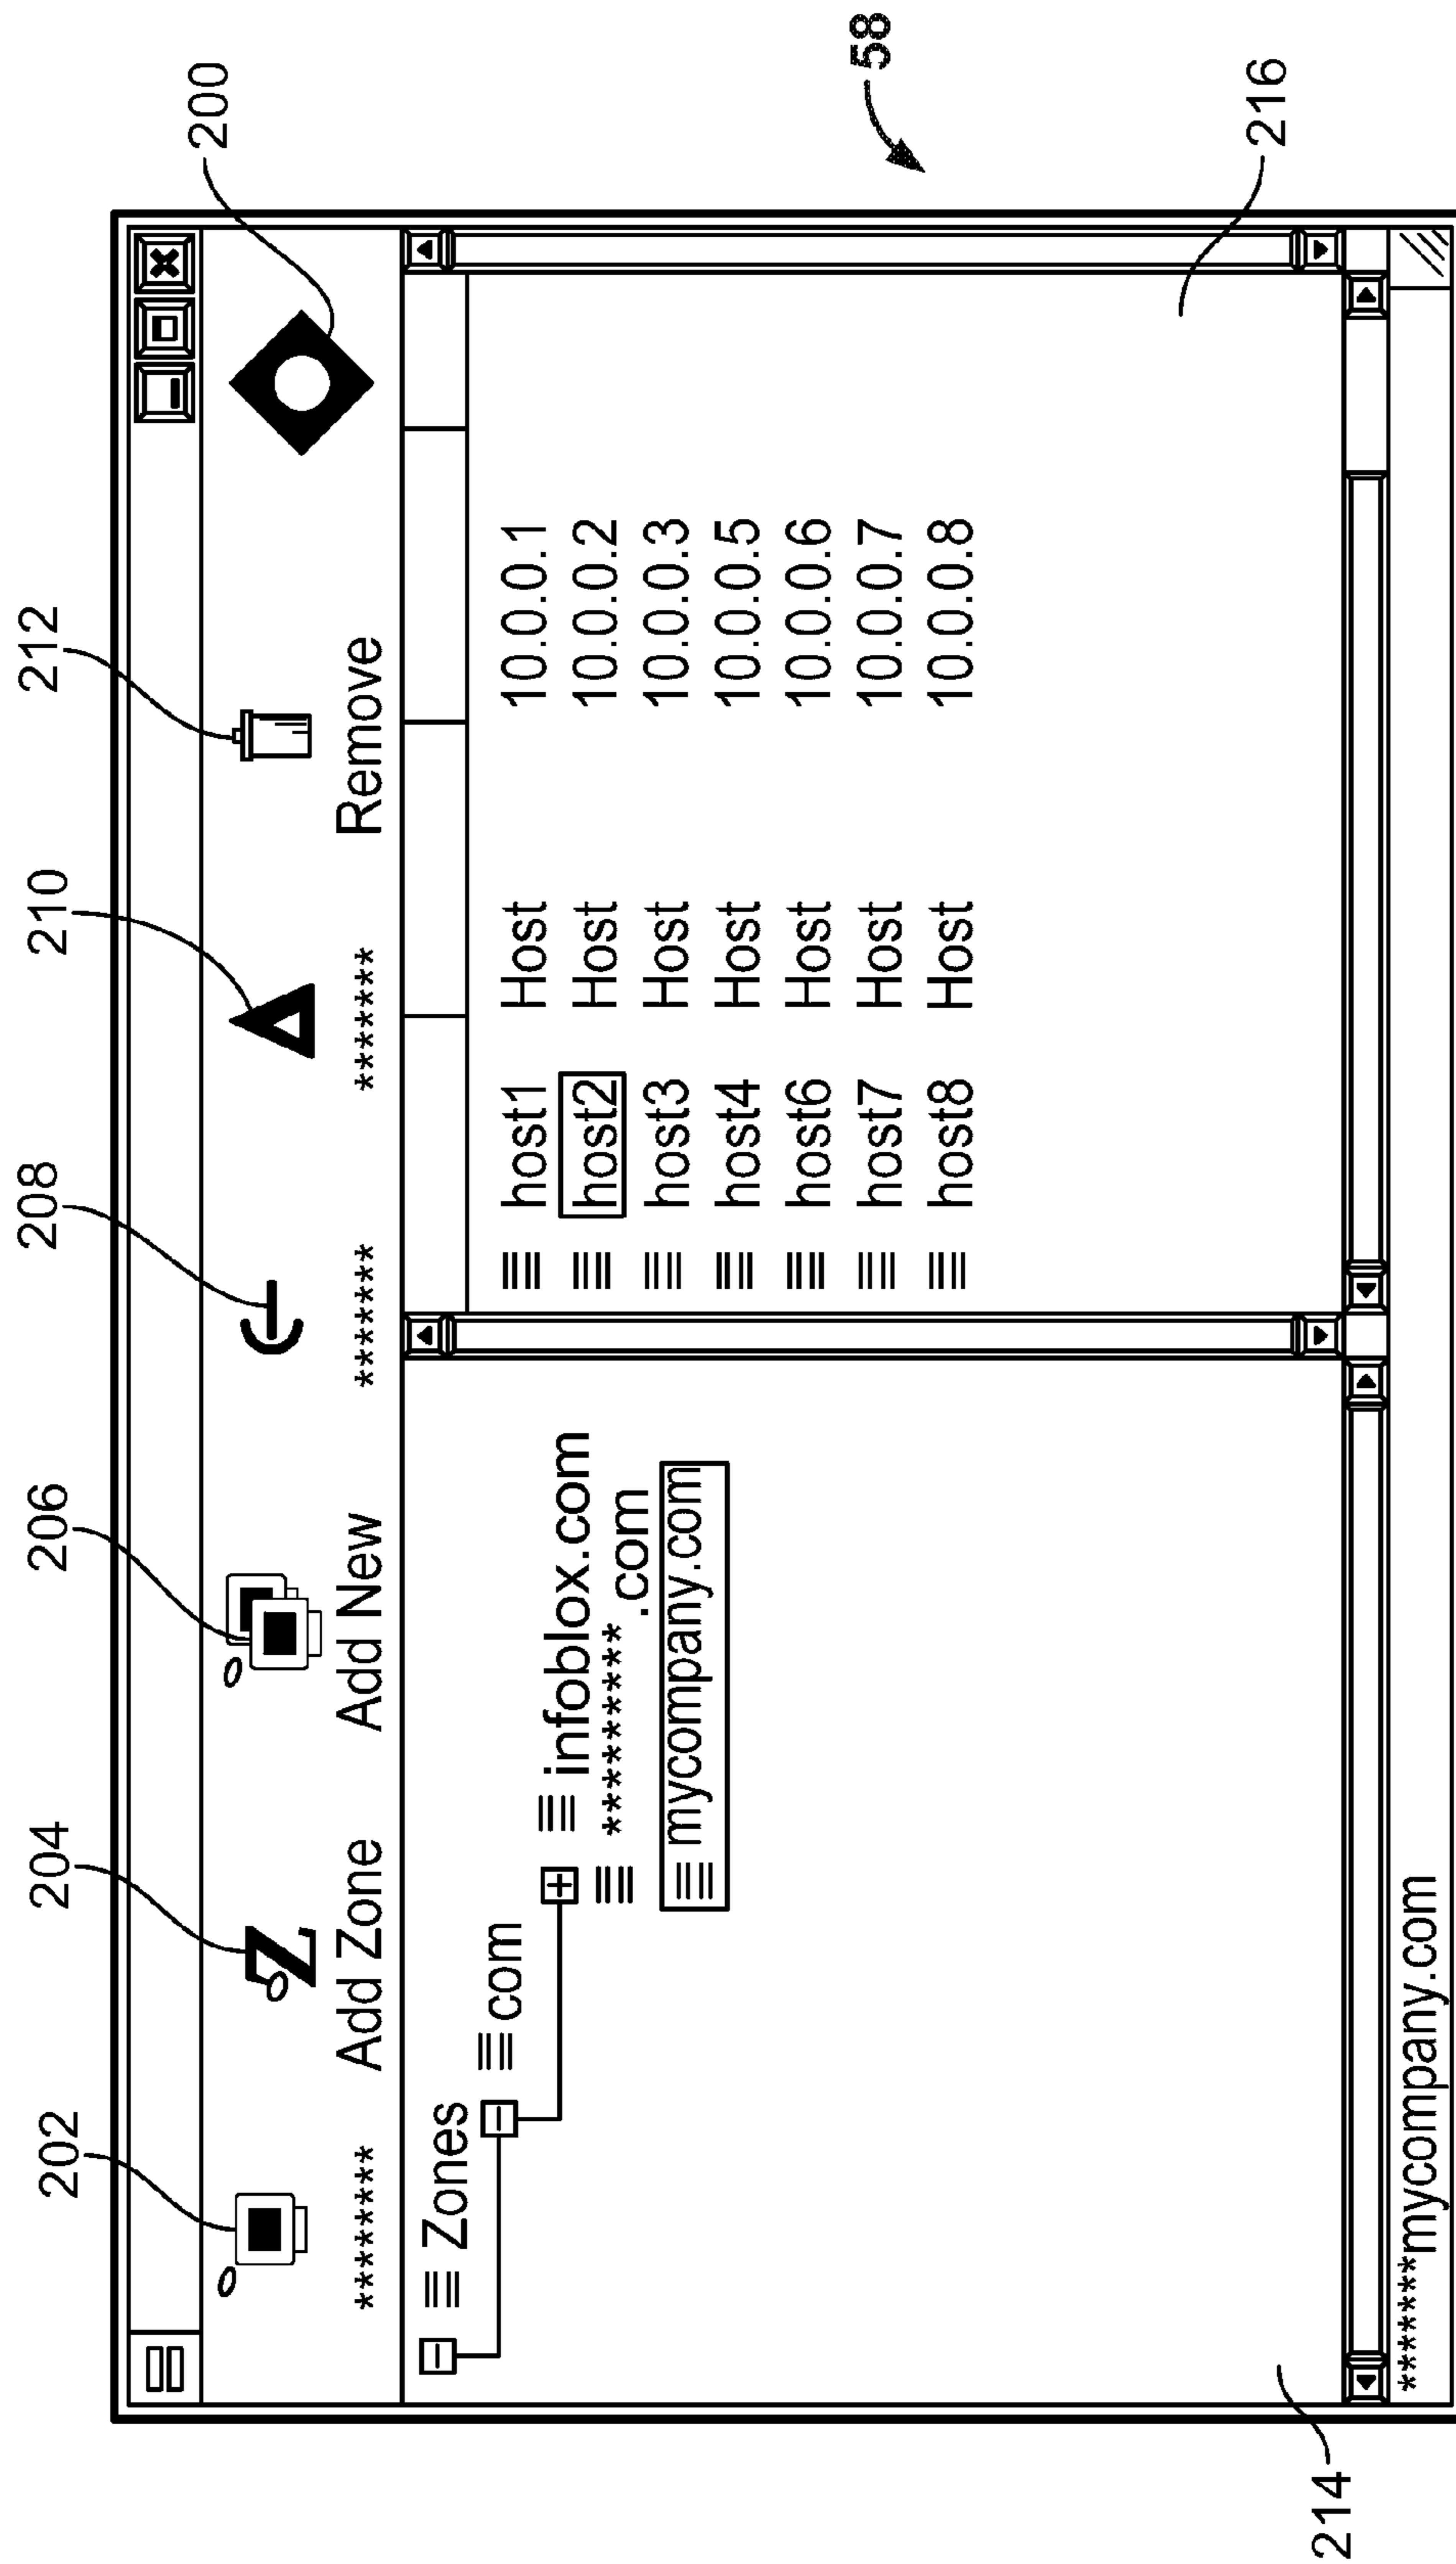 202 204 206 208 210 212
200
******* Add Zone Add New ******* ******* Remove
58
Zones
com
infoblox.com
********.com
mycompany.com
host1 Host 10.0.0.1
host2 Host 10.0.0.2
host3 Host 10.0.0.3
host4 Host 10.0.0.5
host6 Host 10.0.0.6
host7 Host 10.0.0.7
host8 Host 10.0.0.8
214
216
******mycompany.com